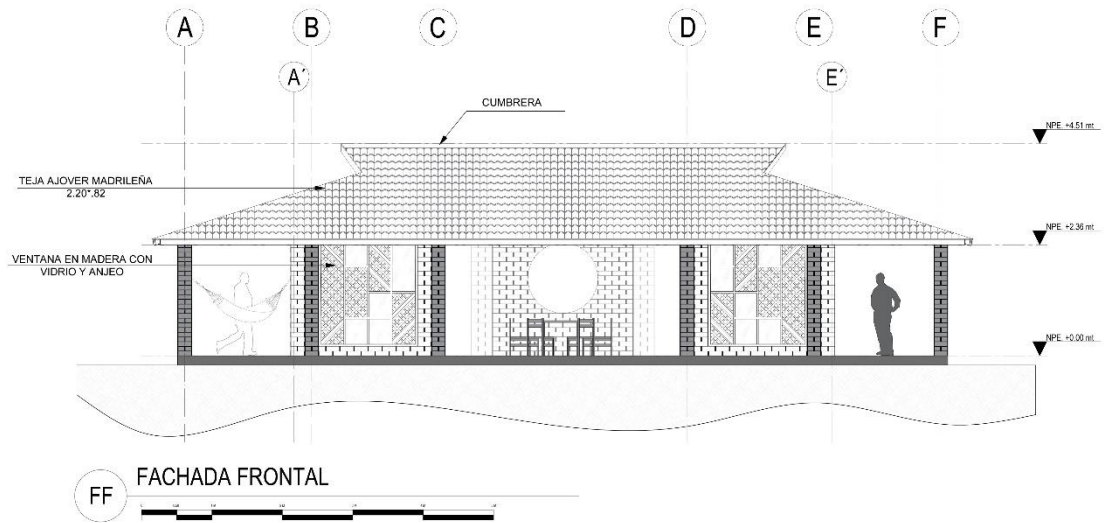 A
B
C
D
E
F
A´
E´
CUMBRERA
NPE. +4.51 mt
TEJA AJOVER MADRILEÑA
2.20*.82
NPE. +2.36 mt
VENTANA EN MADERA CON
VIDRIO Y ANJEO
NPE. +0.00 mt
FF
FACHADA FRONTAL